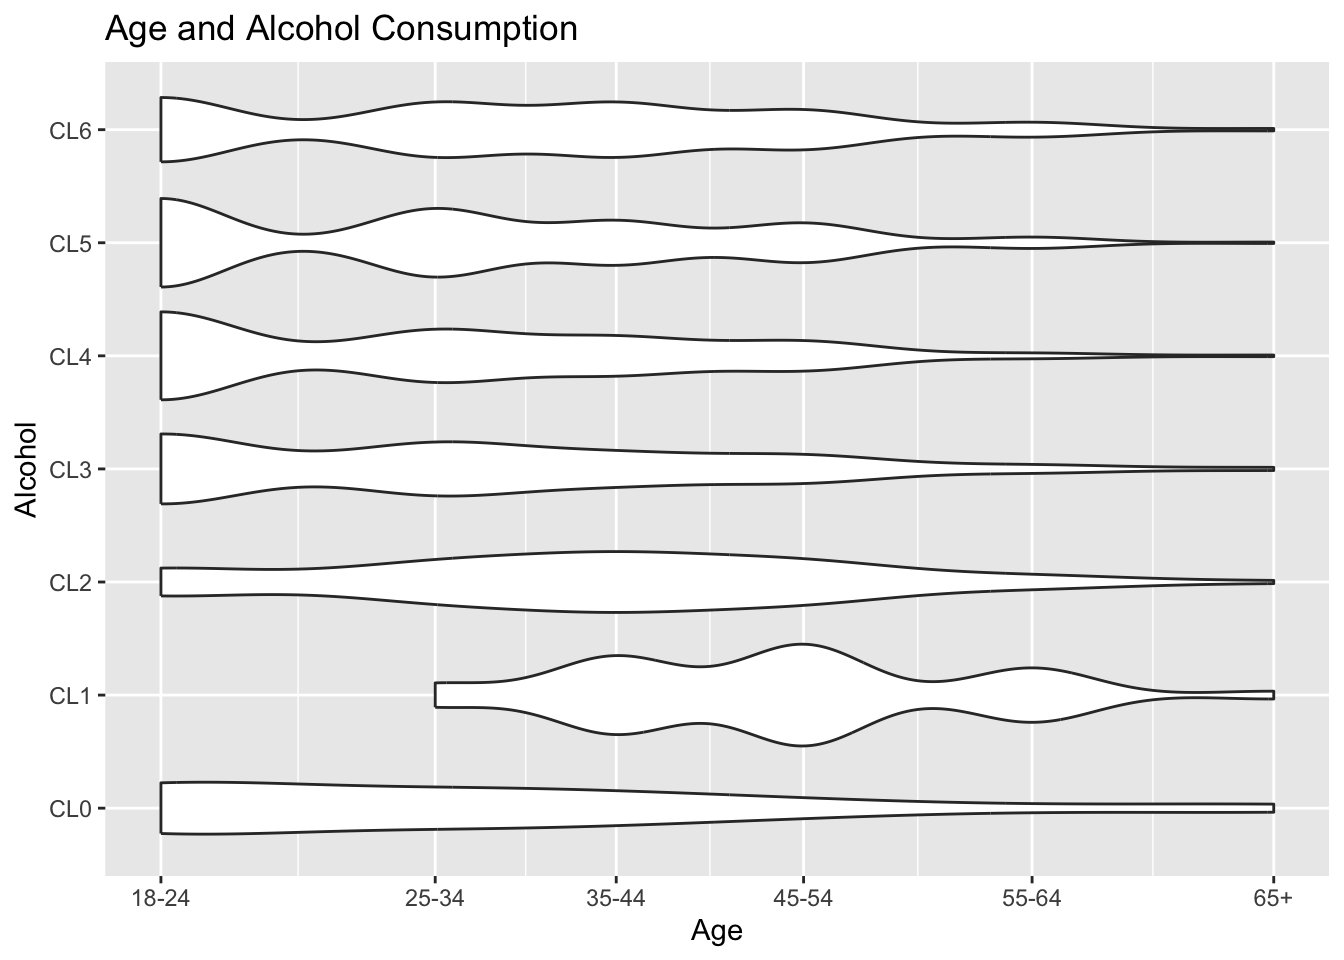 Age and Alcohol Consumption
CL6
CL5
CL4
CL3
CL2
CL1
CL0
Alcohol
18-24 25-34 35-44 45-54 55-64 65+
Age